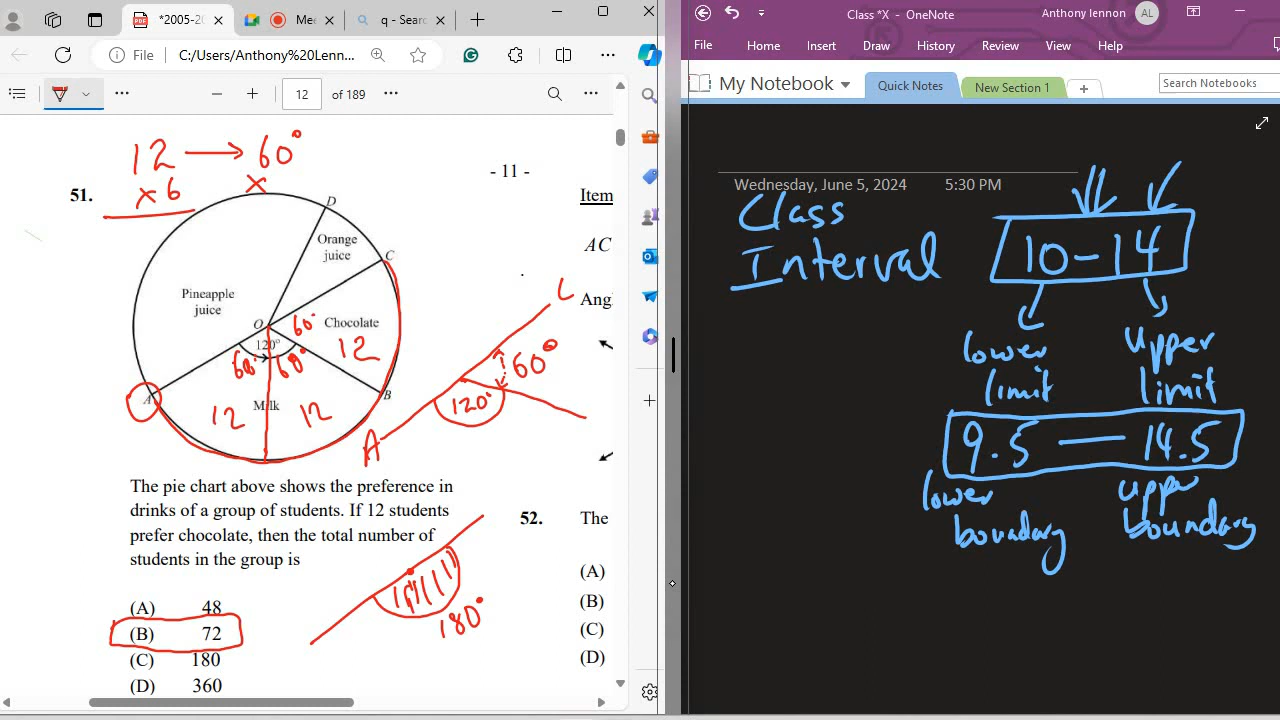 *2005-20
Mee
q - Searc
File
C:/Users/Anthony%20Lenn...
12
of 189
12 → 60°
× 6
×
- 11 -
51.
Item
D
Orange
juice
C
AC
Pineapple
juice
O
60°
Chocolate
12
120°
60°
60°
A
Milk
B
12
12
C
Ang
60°
120°
A
The pie chart above shows the preference in
drinks of a group of students. If 12 students
prefer chocolate, then the total number of
students in the group is
52.
The
180°
(A) 48
(B) 72
(C) 180
(D) 360
(A)
(B)
(C)
(D)
Class *X - OneNote
Anthony lennon
AL
File
Home
Insert
Draw
History
Review
View
Help
My Notebook
Quick Notes
New Section 1
Search Notebooks
Wednesday, June 5, 2024
5:30 PM
Class
Interval
10-14
lower
limit
upper
limit
9.5 — 14.5
lower
boundary
upper
boundary